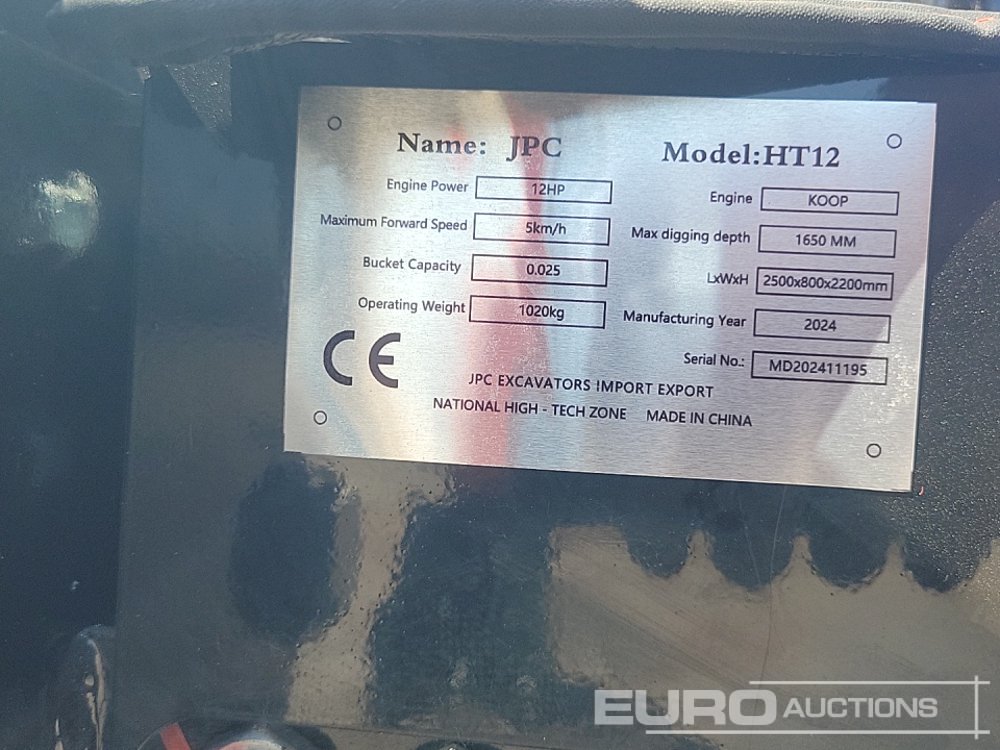 Name: JPC Model:HT12
Engine Power 12HP Engine KOOP
Maximum Forward Speed 5km/h Max digging depth 1650 MM
Bucket Capacity 0.025 LxWxH 2500x800x2200mm
Operating Weight 1020kg Manufacturing Year 2024
Serial No.: MD202411195
CE
JPC EXCAVATORS IMPORT EXPORT
NATIONAL HIGH - TECH ZONE MADE IN CHINA
EURO AUCTIONS